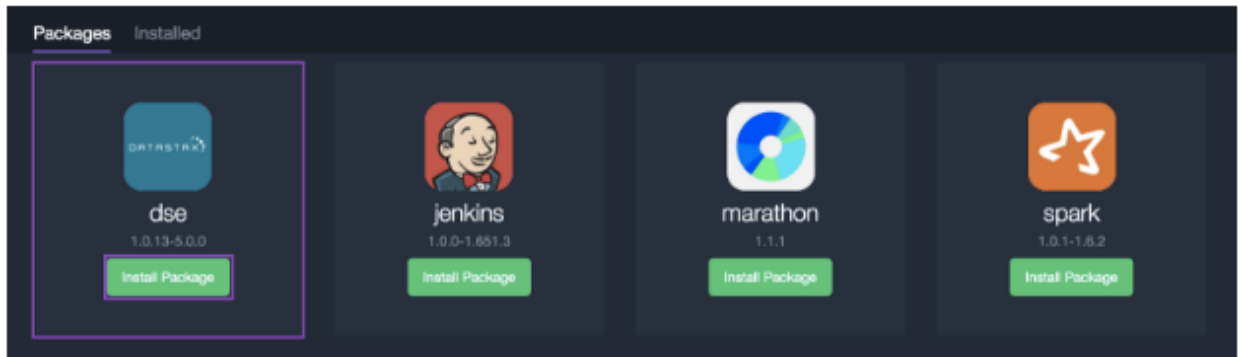 Packages Installed
DATASTAX
dse
1.0.13-5.0.0
Install Package
jenkins
1.0.0-1.651.3
Install Package
marathon
1.1.1
Install Package
spark
1.0.1-1.6.2
Install Package